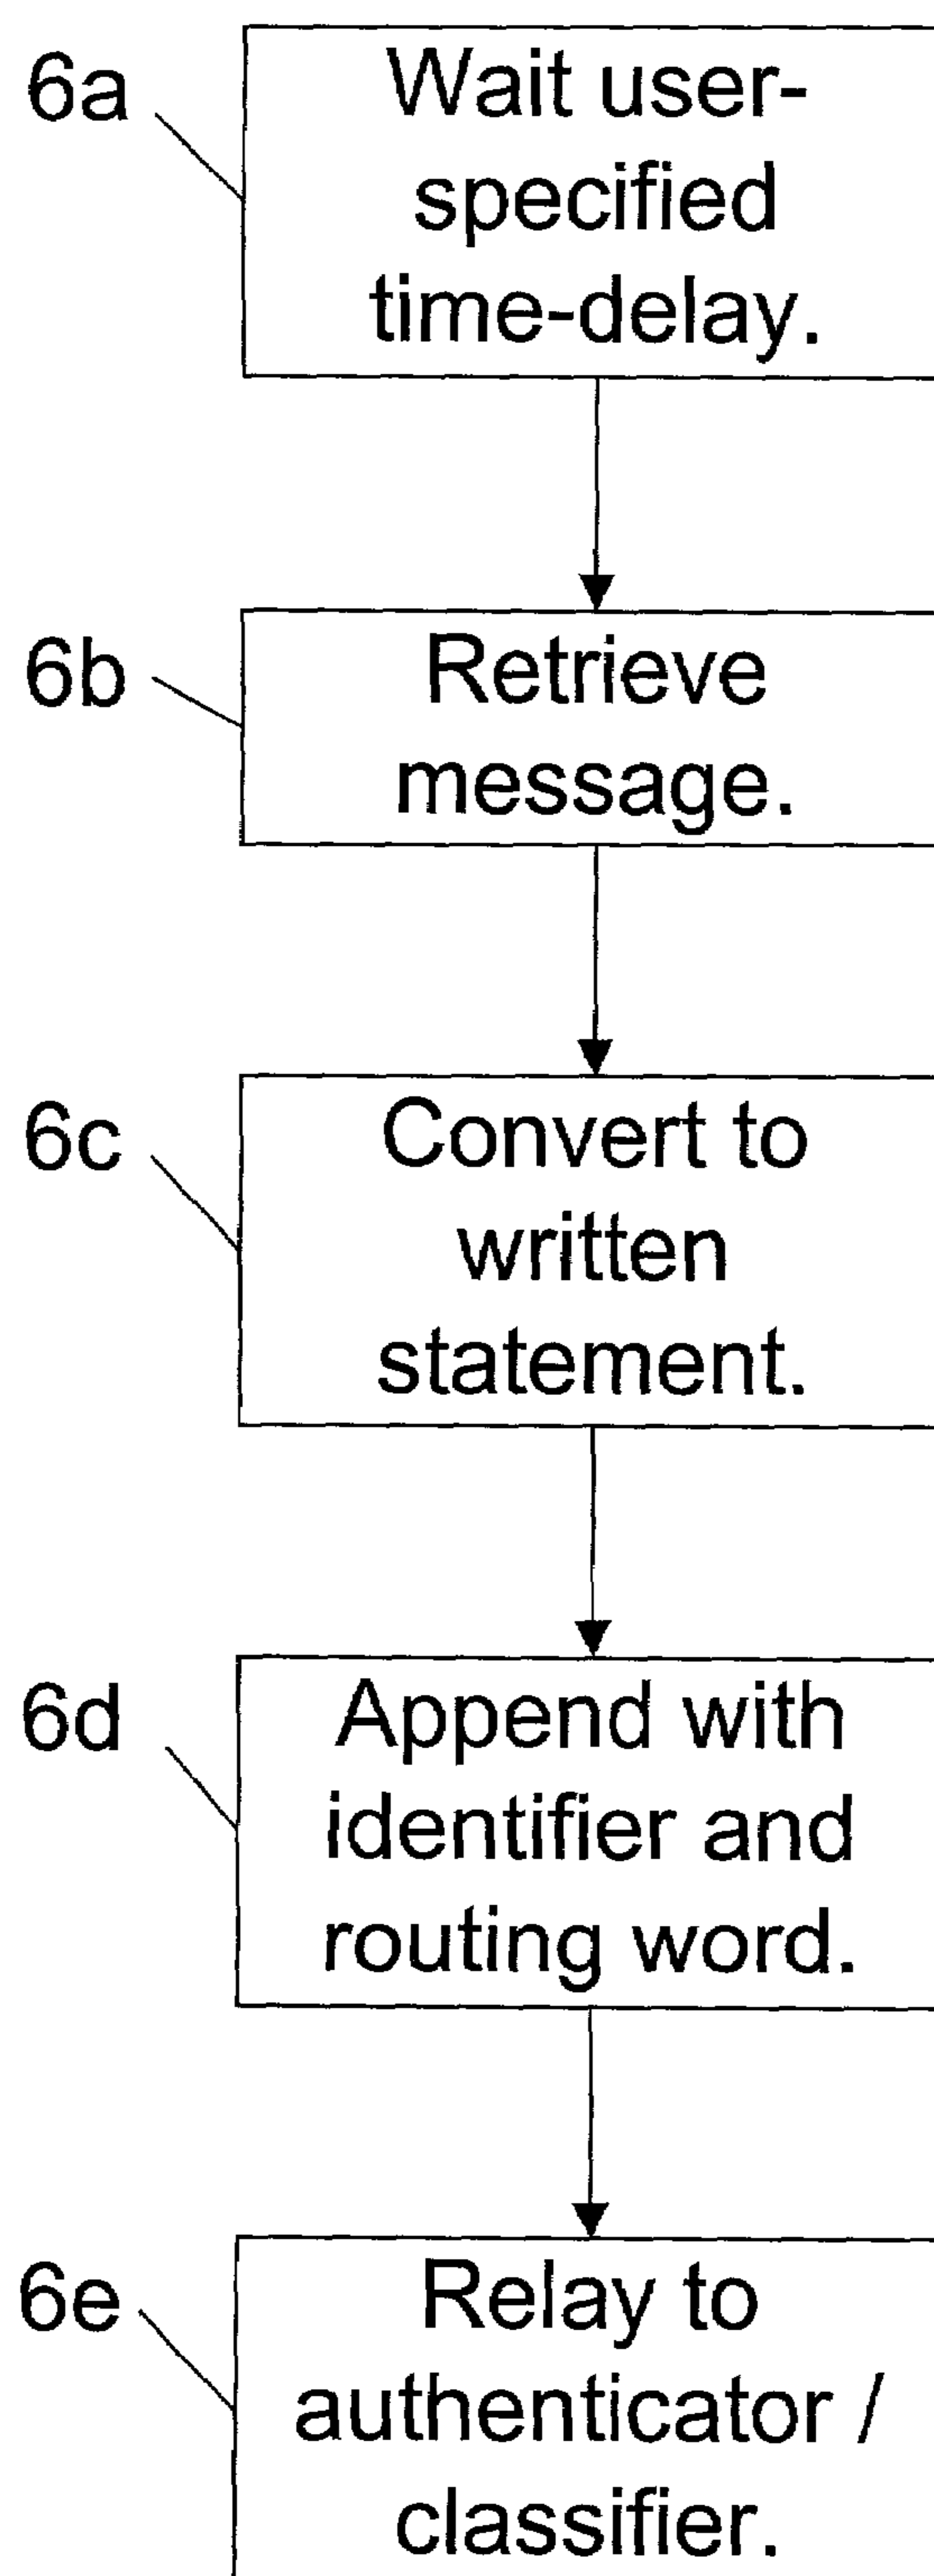 6a
Wait user-
specified
time-delay.
6b
Retrieve
message.
6c
Convert to
written
statement.
6d
Append with
identifier and
routing word.
6e
Relay to
authenticator /
classifier.